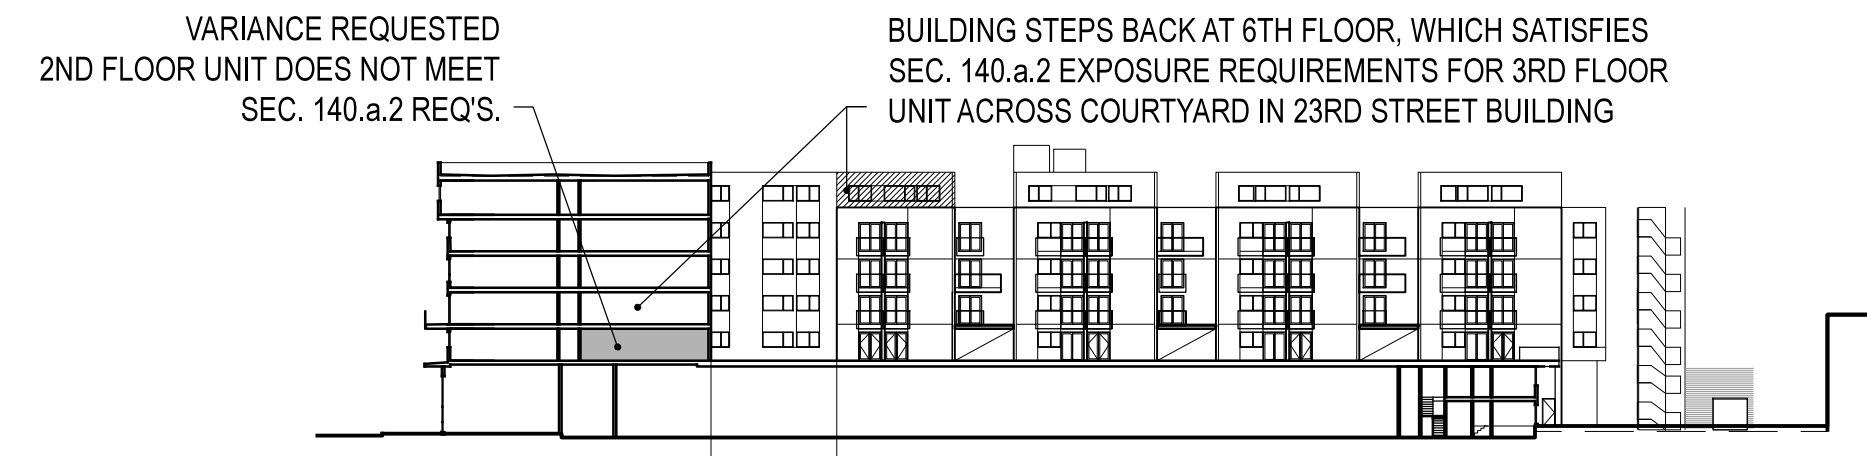 VARIANCE REQUESTED
2ND FLOOR UNIT DOES NOT MEET
SEC. 140.a.2 REQ'S.
BUILDING STEPS BACK AT 6TH FLOOR, WHICH SATISFIES
SEC. 140.a.2 EXPOSURE REQUIREMENTS FOR 3RD FLOOR
UNIT ACROSS COURTYARD IN 23RD STREET BUILDING